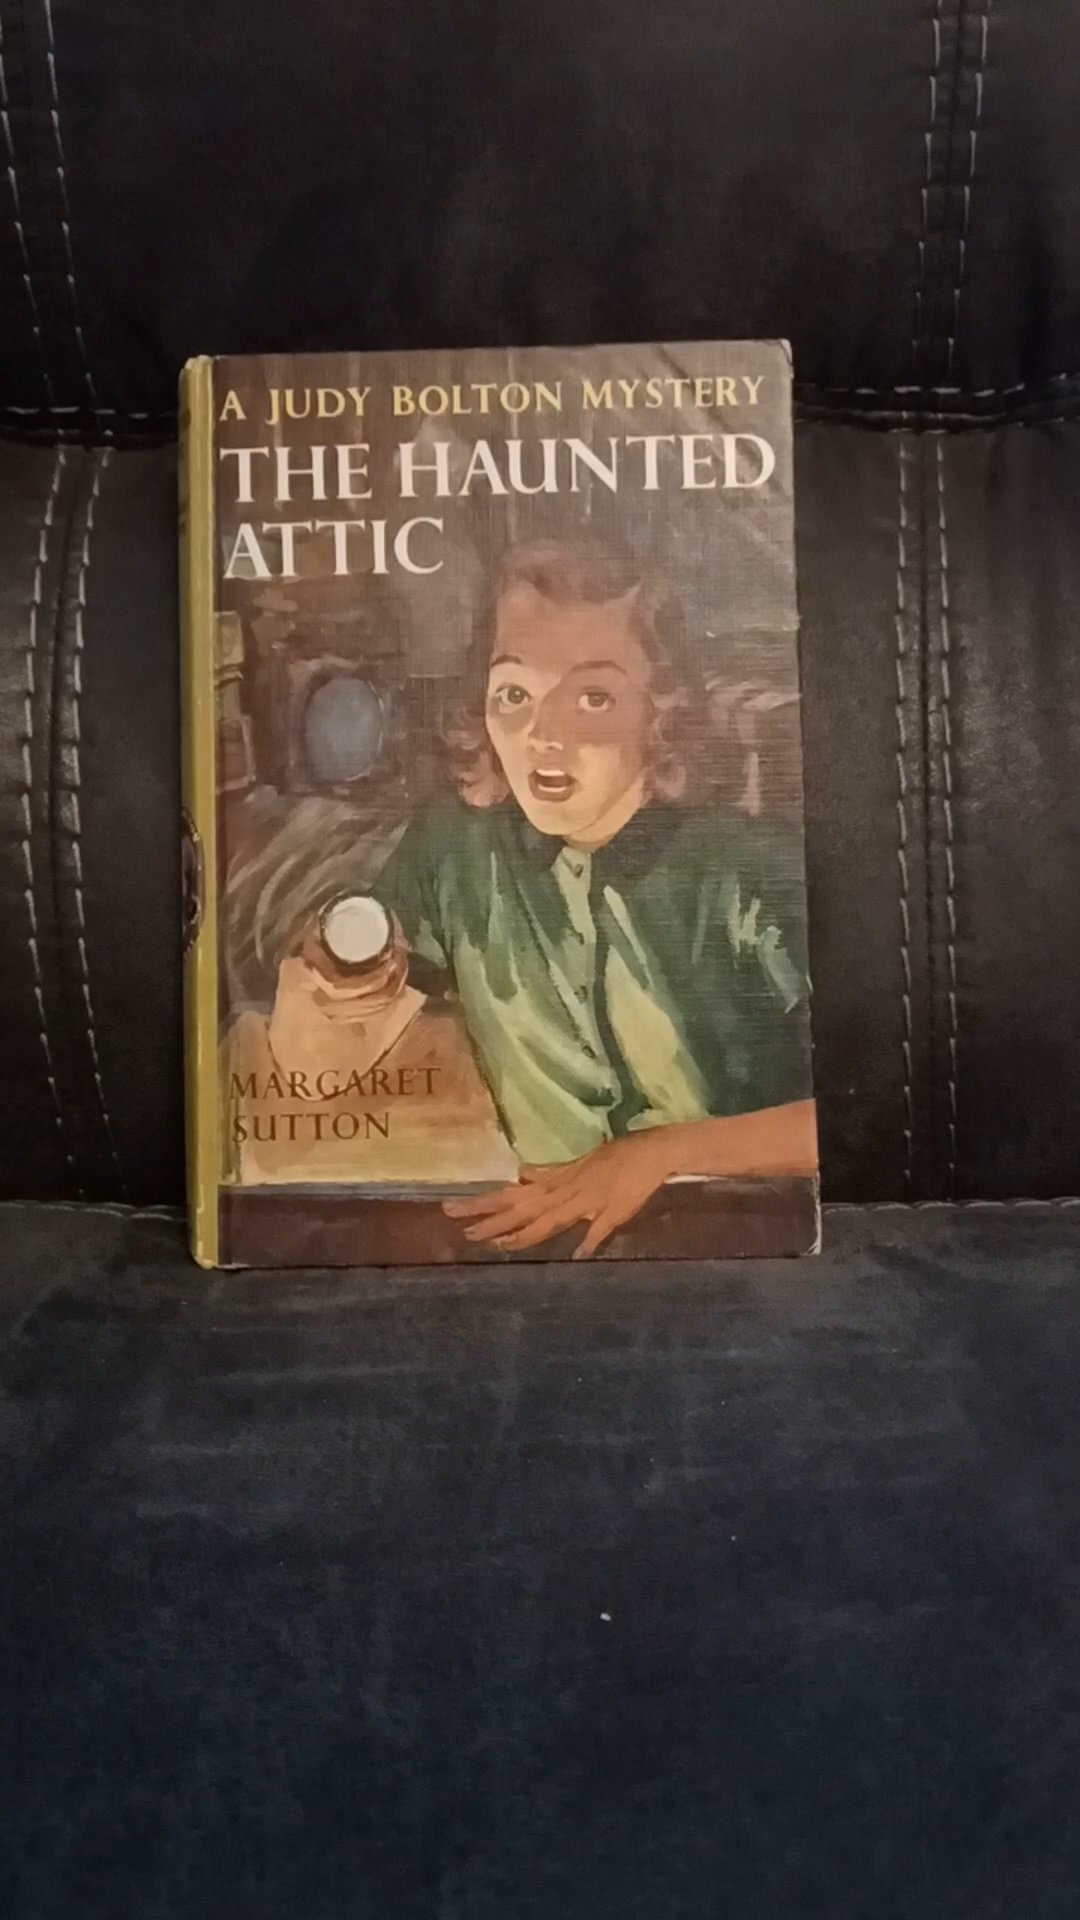 A JUDY BOLTON MYSTERY
THE HAUNTED
ATTIC
MARGARET
SUTTON